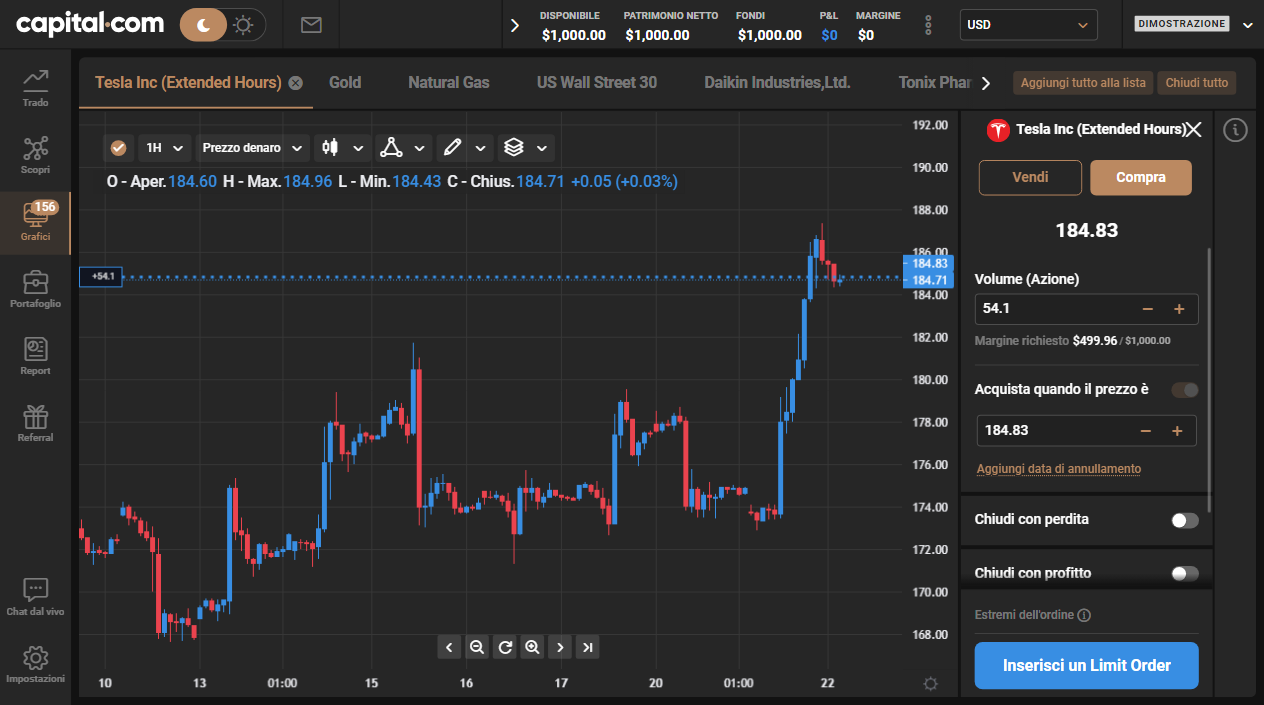 capital.com
DISPONIBILE PATRIMONIO NETTO FONDI P&L MARGINE
$1,000.00 $1,000.00 $1,000.00 $0 $0
USD
DIMOSTRAZIONE
Tesla Inc (Extended Hours) Gold Natural Gas US Wall Street 30 Daikin Industries,Ltd. Tonix Phar
Aggiungi tutto alla lista Chiudi tutto
Trado
Scopri
156
Grafici
Portafoglio
Report
Referral
Chat dal vivo
Impostazioni
1H Prezzo denaro
O - Aper. 184.60 H - Max. 184.96 L - Min. 184.43 C - Chius. 184.71 +0.05 (+0.03%)
+54.1
192.00
190.00
188.00
186.00
184.83
184.71
184.00
182.00
180.00
178.00
176.00
174.00
172.00
170.00
168.00
10 13 01:00 15 16 17 20 01:00 22
Tesla Inc (Extended Hours)
Vendi Compra
184.83
Volume (Azione)
54.1 − +
Margine richiesto $499.96 / $1,000.00
Acquista quando il prezzo è
184.83 − +
Aggiungi data di annullamento
Chiudi con perdita
Chiudi con profitto
Estremi dell'ordine
Inserisci un Limit Order